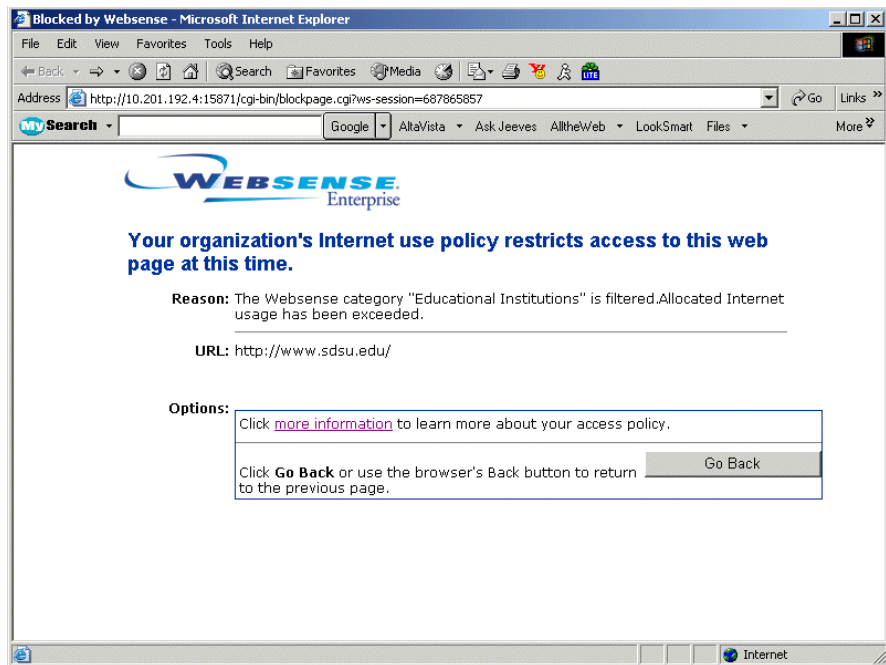 Blocked by Websense - Microsoft Internet Explorer
File Edit View Favorites Tools Help
Back Search Favorites Media LITE
Address http://10.201.192.4:15871/cgi-bin/blockpage.cgi?ws-session=687865857 Go Links »
My Search Google AltaVista Ask Jeeves AlltheWeb LookSmart Files More »
WEBSENSE.
Enterprise
Your organization's Internet use policy restricts access to this web
page at this time.
Reason: The Websense category "Educational Institutions" is filtered.Allocated Internet
usage has been exceeded.
URL: http://www.sdsu.edu/
Options:
Click more information to learn more about your access policy.
Click Go Back or use the browser's Back button to return
to the previous page.
Go Back
Internet